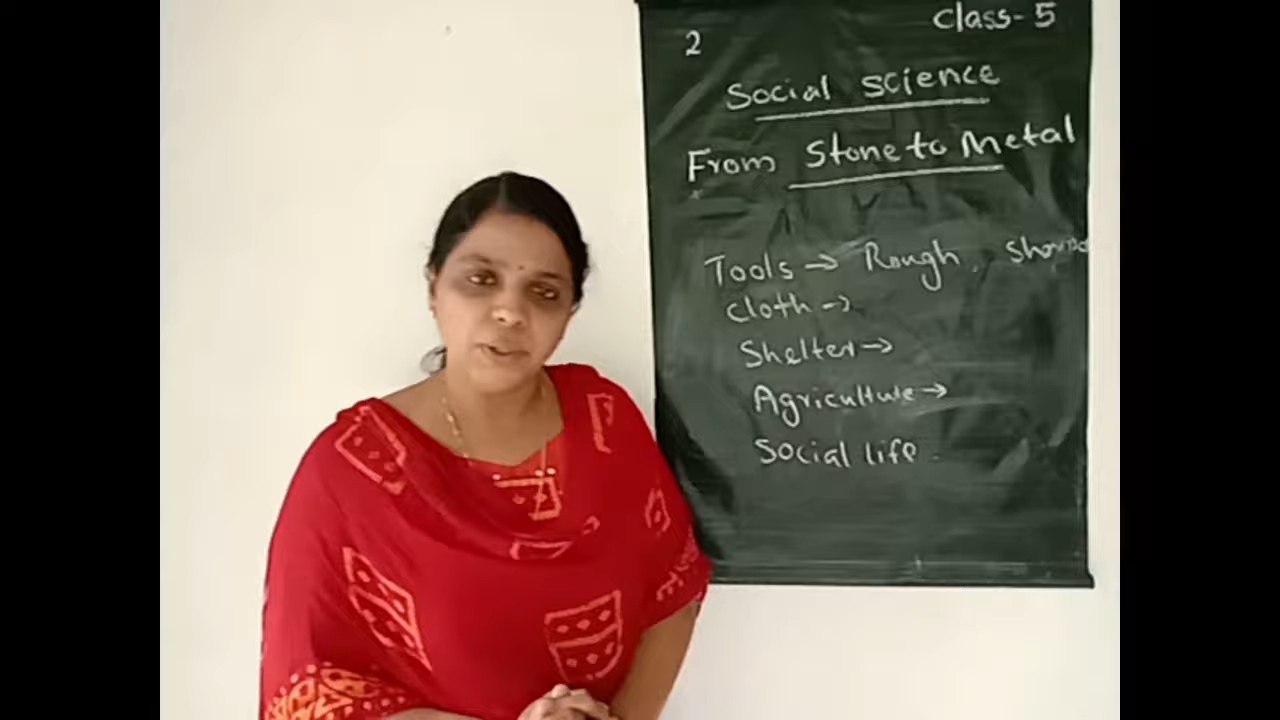 Class-5
2
Social science
From Stone to Metal
Tools → Rough,
Cloth →
Shelter →
Agriculture →
Social life.